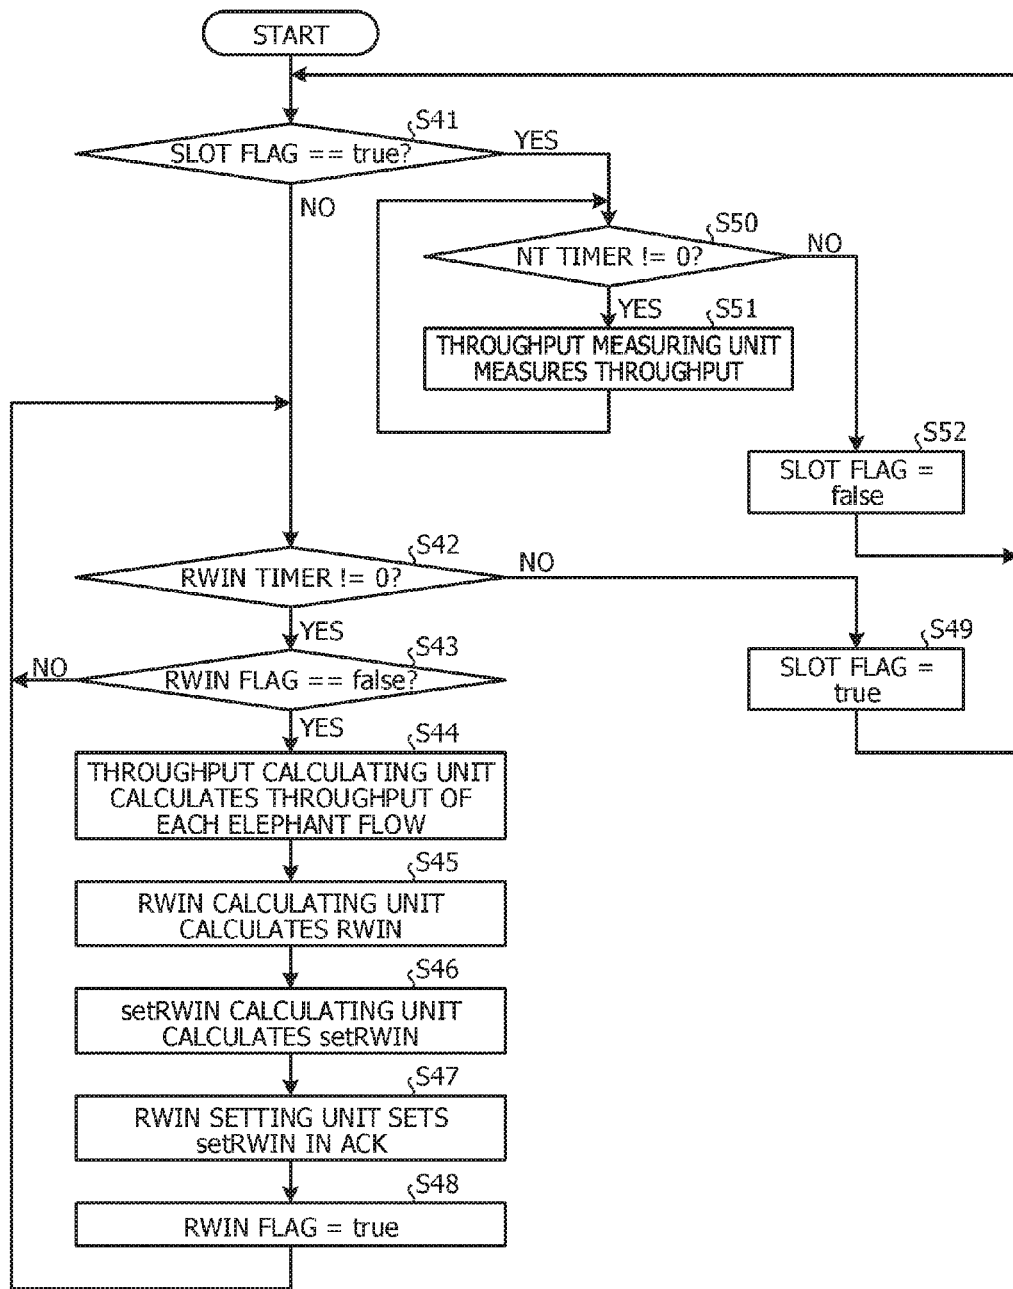 START
S41
SLOT FLAG == true?
YES
NO
S50
NT TIMER != 0?
NO
YES
S51
THROUGHPUT MEASURING UNIT
MEASURES THROUGHPUT
S52
SLOT FLAG =
false
S42
RWIN TIMER != 0?
NO
YES
S49
SLOT FLAG =
true
S43
RWIN FLAG == false?
NO
YES
S44
THROUGHPUT CALCULATING UNIT
CALCULATES THROUGHPUT OF
EACH ELEPHANT FLOW
S45
RWIN CALCULATING UNIT
CALCULATES RWIN
S46
setRWIN CALCULATING UNIT
CALCULATES setRWIN
S47
RWIN SETTING UNIT SETS
setRWIN IN ACK
S48
RWIN FLAG = true